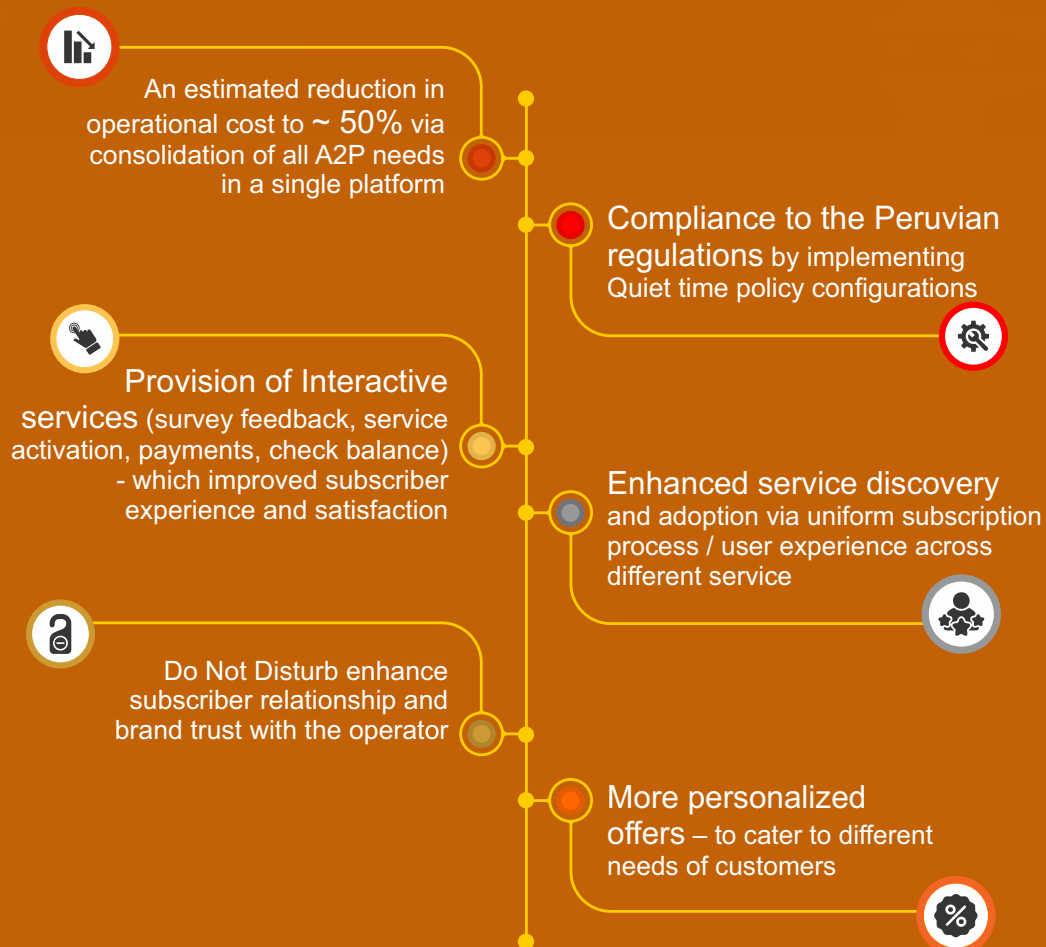 An estimated reduction in
operational cost to ~ 50% via
consolidation of all A2P needs
in a single platform
Compliance to the Peruvian
regulations by implementing
Quiet time policy configurations
Provision of Interactive
services (survey feedback, service
activation, payments, check balance)
- which improved subscriber
experience and satisfaction
Enhanced service discovery
and adoption via uniform subscription
process / user experience across
different service
Do Not Disturb enhance
subscriber relationship and
brand trust with the operator
More personalized
offers – to cater to different
needs of customers
%